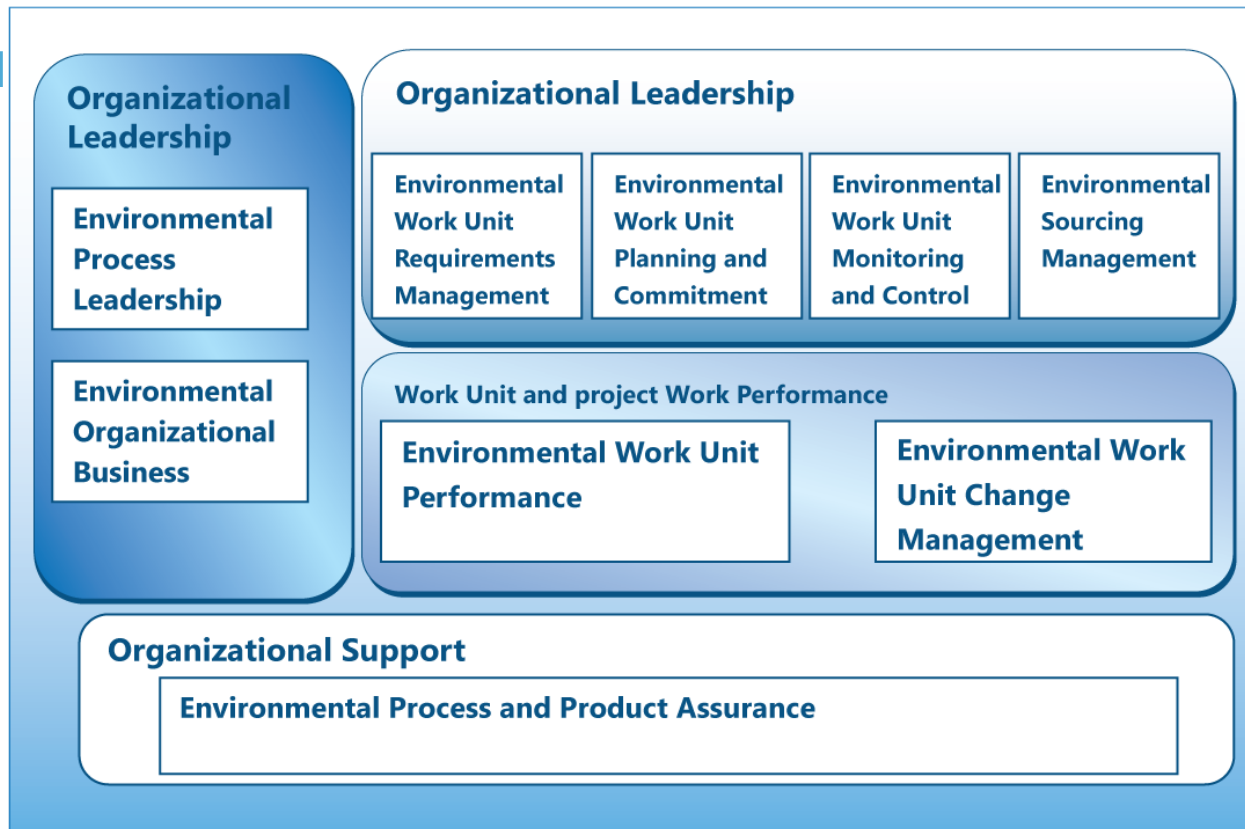 Organizational
Leadership
Environmental
Process
Leadership
Environmental
Organizational
Business
Organizational Leadership
Environmental
Work Unit
Requirements
Management
Environmental
Work Unit
Planning and
Commitment
Environmental
Work Unit
Monitoring
and Control
Environmental
Sourcing
Management
Work Unit and project Work Performance
Environmental Work Unit
Performance
Environmental Work
Unit Change
Management
Organizational Support
Environmental Process and Product Assurance